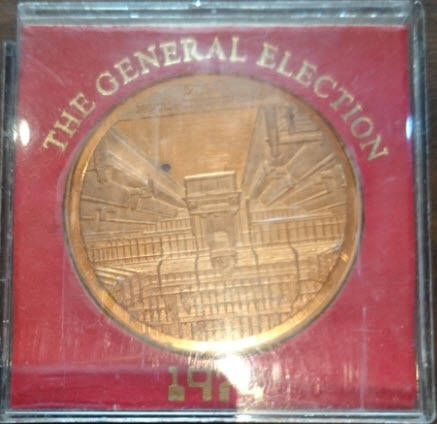 THE GENERAL ELECTION